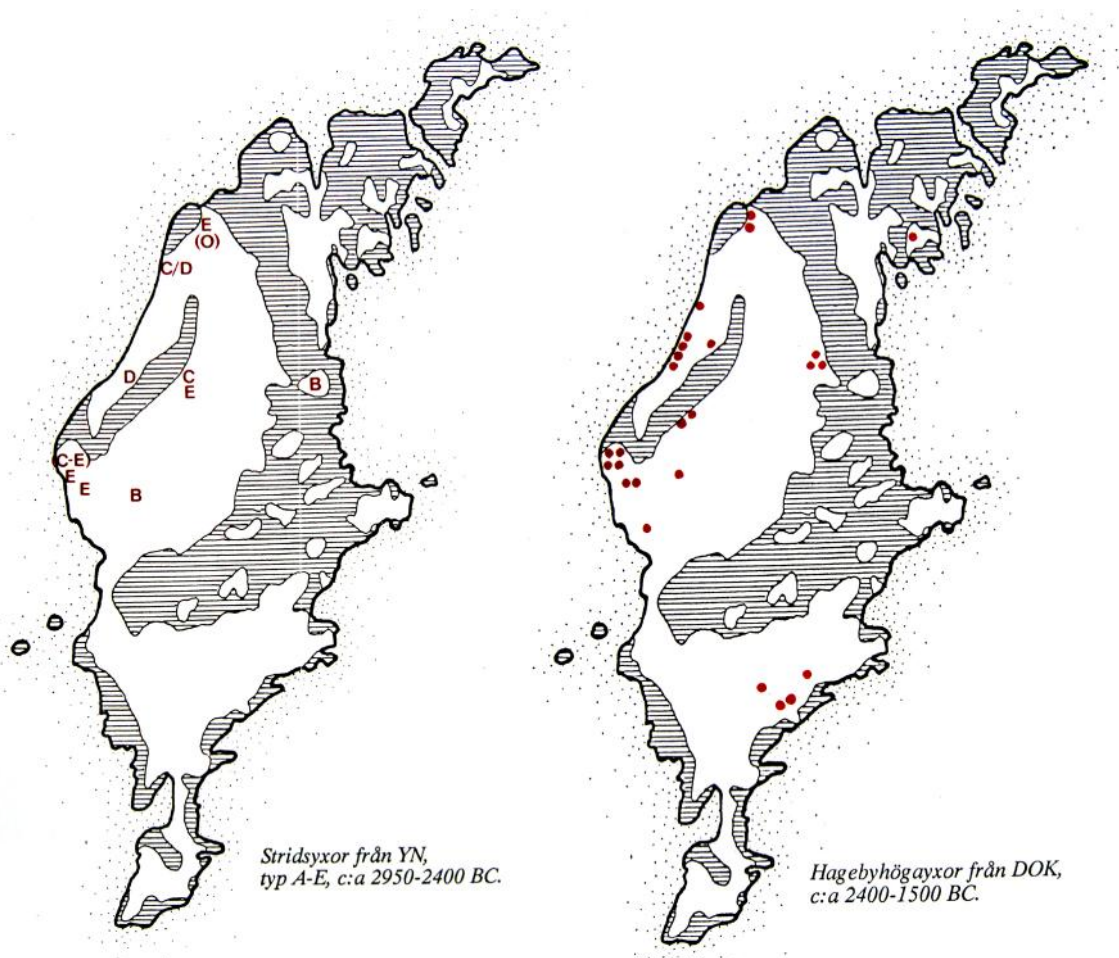 E
(O)
C/D
D
C
E
B
(C-E)
E
E
B
Stridsyxor från YN,
typ A-E, c:a 2950-2400 BC.
Hagebyhögayxor från DOK,
c:a 2400-1500 BC.